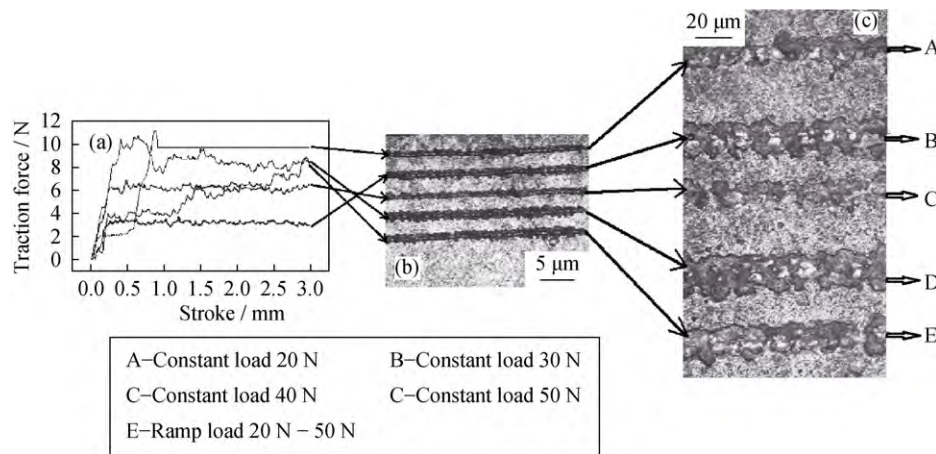 20 μm
(c)
A
12
10
8
6
4
2
0
Traction force / N
(a)
B
C
(b)
5 μm
0.0 0.5 1.0 1.5 2.0 2.5 3.0
Stroke / mm
D
E
A−Constant load 20 N B−Constant load 30 N
C−Constant load 40 N C−Constant load 50 N
E−Ramp load 20 N − 50 N